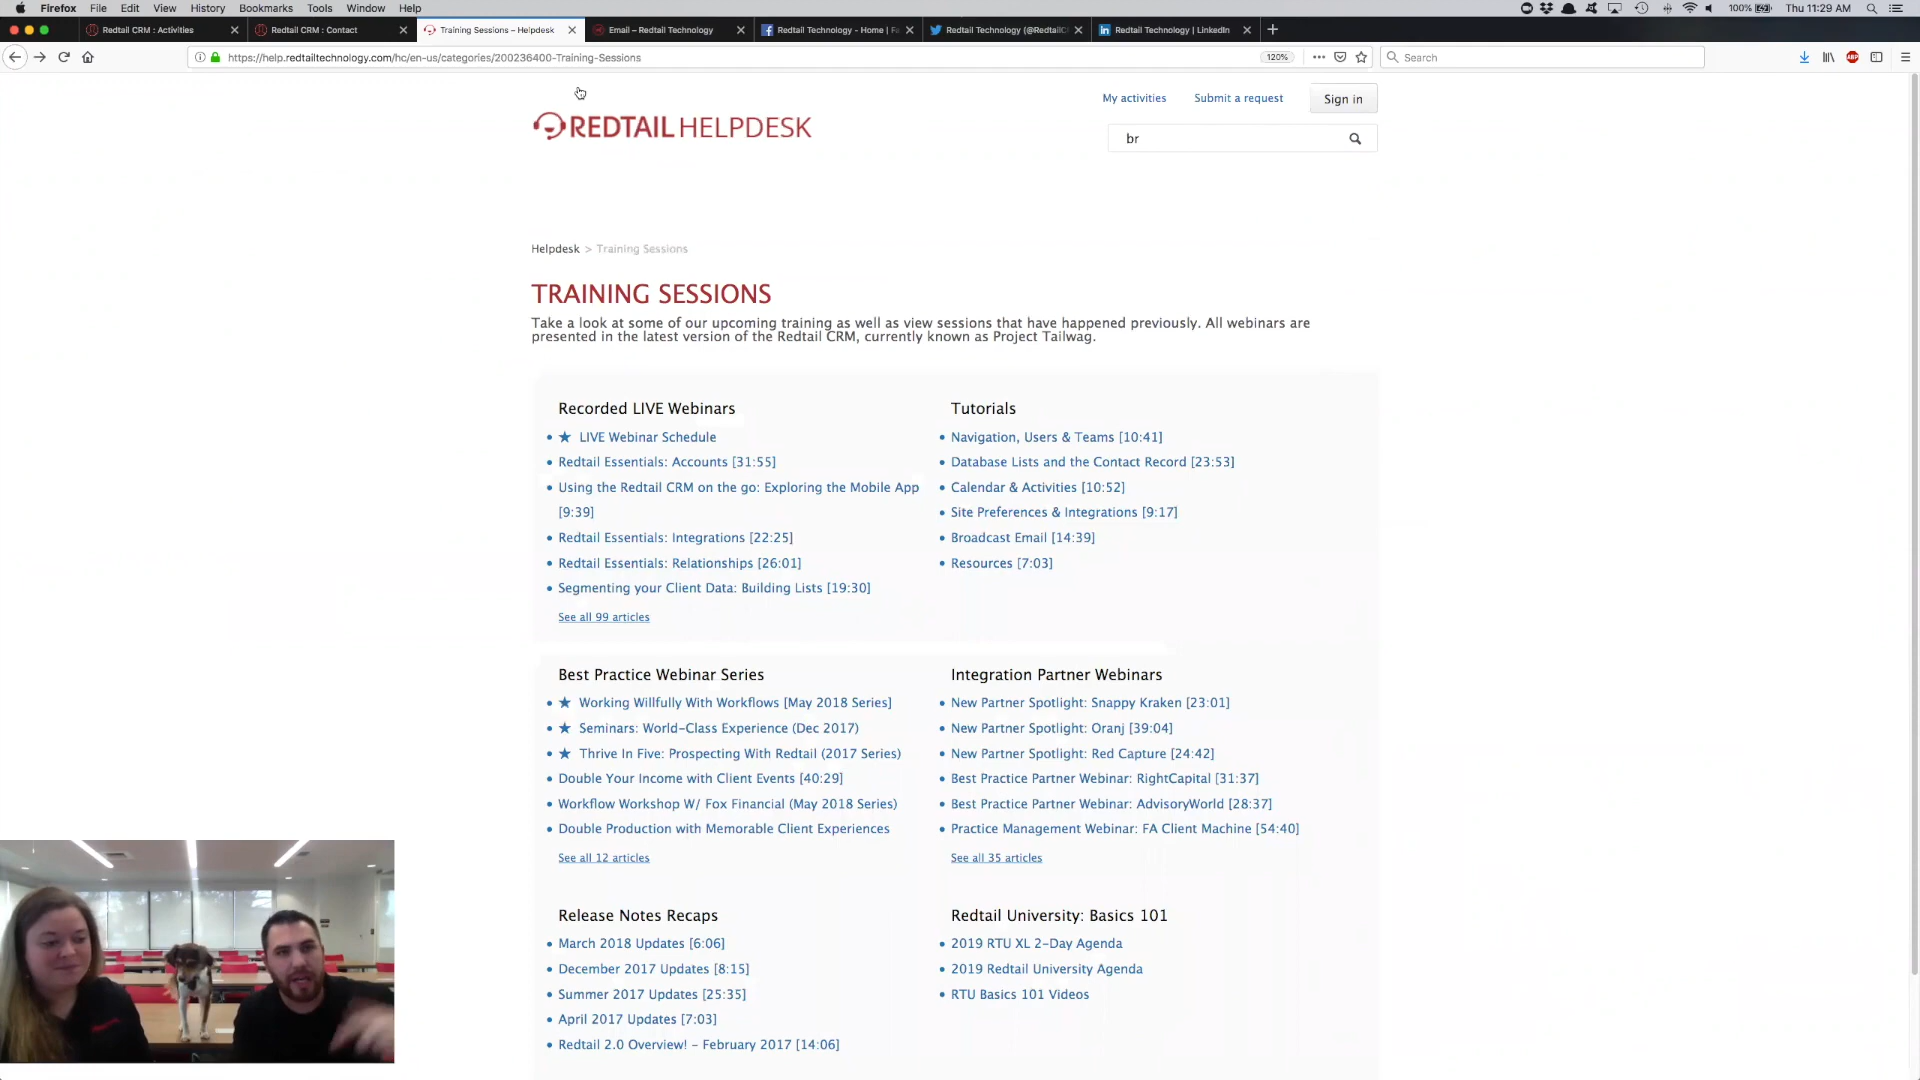 Firefox File Edit View History Bookmarks Tools Window Help 100% Thu 11:29 AM
Redtail CRM : Activities Redtail CRM : Contact Training Sessions – Helpdesk Email – Redtail Technology Redtail Technology - Home | Fa Redtail Technology (@RedtailC Redtail Technology | LinkedIn
https://help.redtailtechnology.com/hc/en-us/categories/200236400-Training-Sessions 120% Search
My activities Submit a request Sign in
REDTAIL HELPDESK
br
Helpdesk > Training Sessions
TRAINING SESSIONS
Take a look at some of our upcoming training as well as view sessions that have happened previously. All webinars are
presented in the latest version of the Redtail CRM, currently known as Project Tailwag.
Recorded LIVE Webinars
★ LIVE Webinar Schedule
Redtail Essentials: Accounts [31:55]
Using the Redtail CRM on the go: Exploring the Mobile App
[9:39]
Redtail Essentials: Integrations [22:25]
Redtail Essentials: Relationships [26:01]
Segmenting your Client Data: Building Lists [19:30]
See all 99 articles
Tutorials
Navigation, Users & Teams [10:41]
Database Lists and the Contact Record [23:53]
Calendar & Activities [10:52]
Site Preferences & Integrations [9:17]
Broadcast Email [14:39]
Resources [7:03]
Best Practice Webinar Series
★ Working Willfully With Workflows [May 2018 Series]
★ Seminars: World-Class Experience (Dec 2017)
★ Thrive In Five: Prospecting With Redtail (2017 Series)
Double Your Income with Client Events [40:29]
Workflow Workshop W/ Fox Financial (May 2018 Series)
Double Production with Memorable Client Experiences
See all 12 articles
Integration Partner Webinars
New Partner Spotlight: Snappy Kraken [23:01]
New Partner Spotlight: Oranj [39:04]
New Partner Spotlight: Red Capture [24:42]
Best Practice Partner Webinar: RightCapital [31:37]
Best Practice Partner Webinar: AdvisoryWorld [28:37]
Practice Management Webinar: FA Client Machine [54:40]
See all 35 articles
Release Notes Recaps
March 2018 Updates [6:06]
December 2017 Updates [8:15]
Summer 2017 Updates [25:35]
April 2017 Updates [7:03]
Redtail 2.0 Overview! - February 2017 [14:06]
Redtail University: Basics 101
2019 RTU XL 2-Day Agenda
2019 Redtail University Agenda
RTU Basics 101 Videos